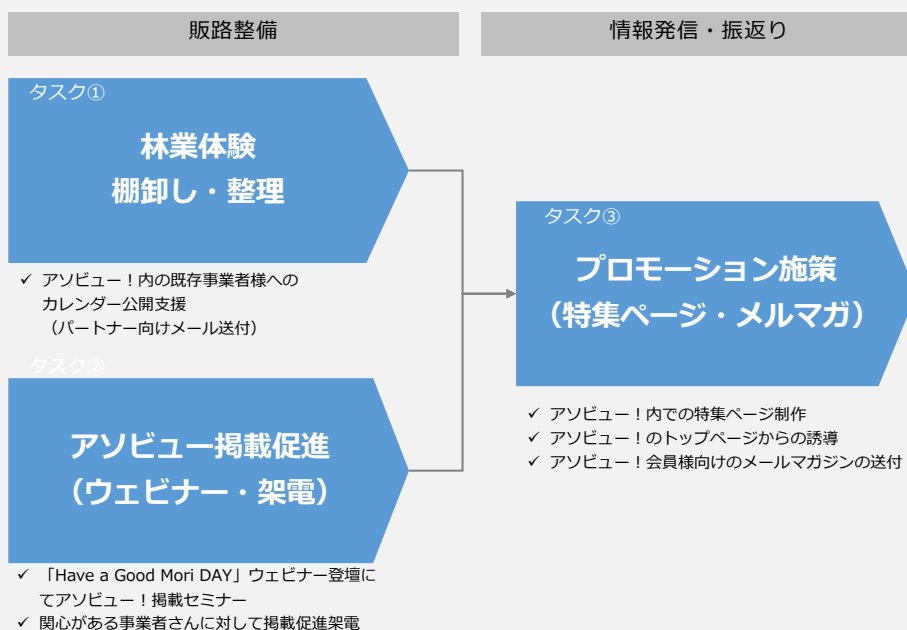 販路整備
情報発信・振返り
タスク①
林業体験
棚卸し・整理
✓ アソビュー！内の既存事業者様への
カレンダー公開支援
（パートナー向けメール送付）
タスク②
アソビュー掲載促進
（ウェビナー・架電）
✓ 「Have a Good Mori DAY」ウェビナー登壇に
てアソビュー！掲載セミナー
✓ 関心がある事業者さんに対して掲載促進架電
タスク③
プロモーション施策
（特集ページ・メルマガ）
✓ アソビュー！内での特集ページ制作
✓ アソビュー！のトップページからの誘導
✓ アソビュー！会員様向けのメールマガジンの送付